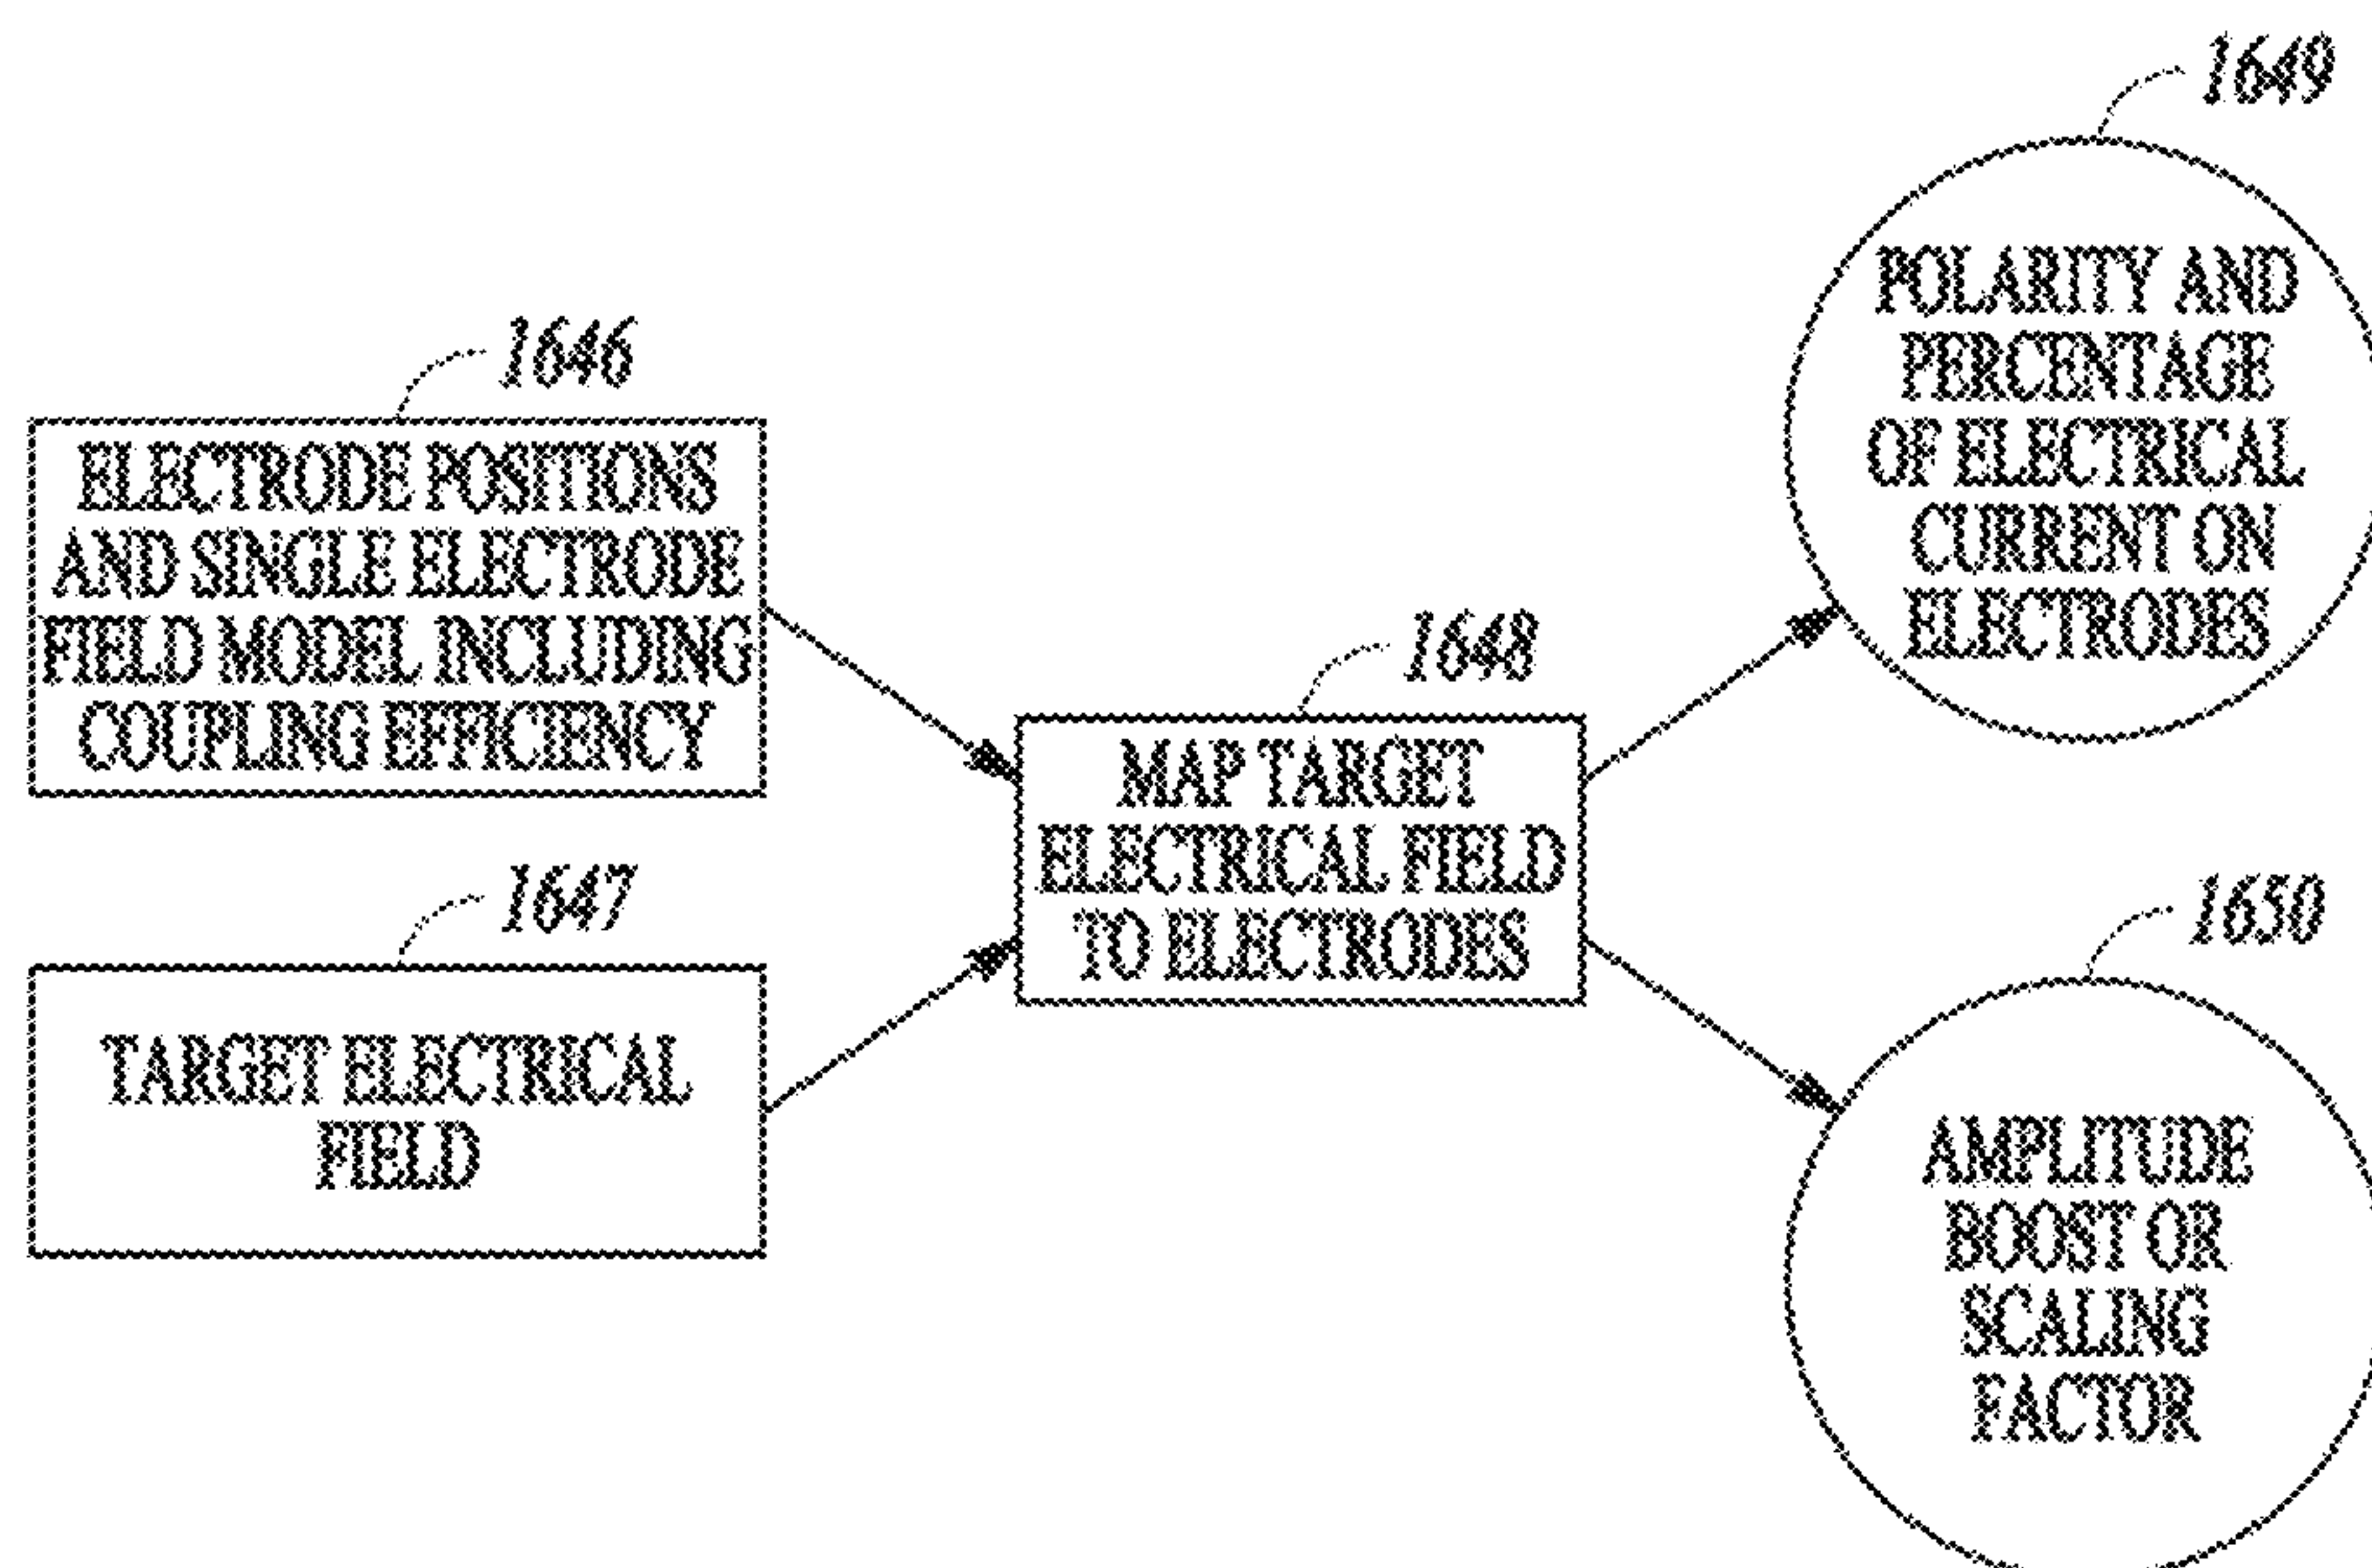 1646
ELECTRODE POSITIONS
AND SINGLE ELECTRODE
FIELD MODEL INCLUDING
COUPLING EFFICIENCY
1647
TARGET ELECTRICAL
FIELD
1648
MAP TARGET
ELECTRICAL FIELD
TO ELECTRODES
1649
POLARITY AND
PERCENTAGE
OF ELECTRICAL
CURRENT ON
ELECTRODES
1650
AMPLITUDE
BOOST OR
SCALING
FACTOR